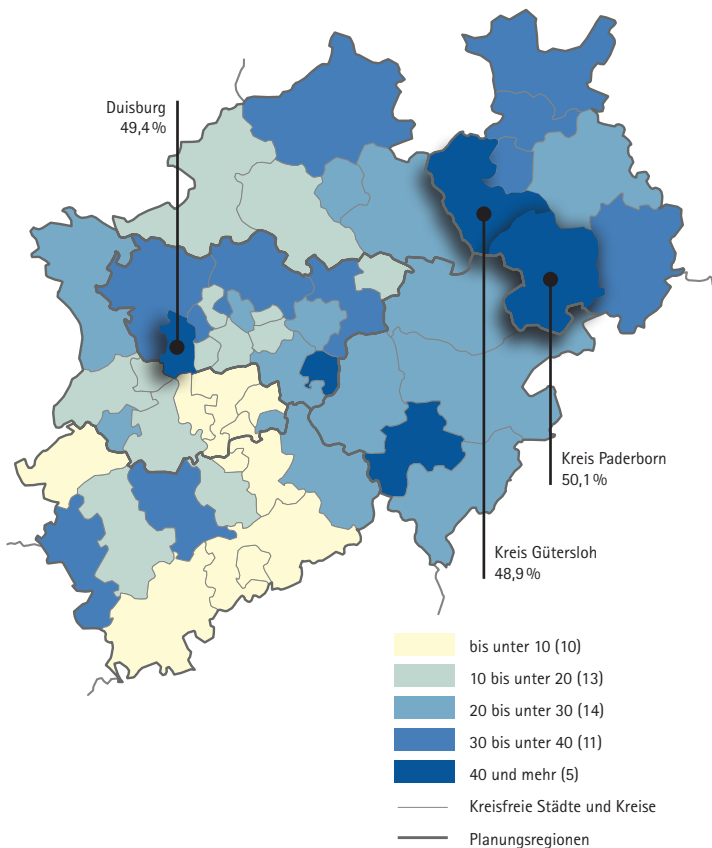 Duisburg
49,4 %
Kreis Paderborn
50,1 %
Kreis Gütersloh
48,9 %
bis unter 10 (10)
10 bis unter 20 (13)
20 bis unter 30 (14)
30 bis unter 40 (11)
40 und mehr (5)
Kreisfreie Städte und Kreise
Planungsregionen